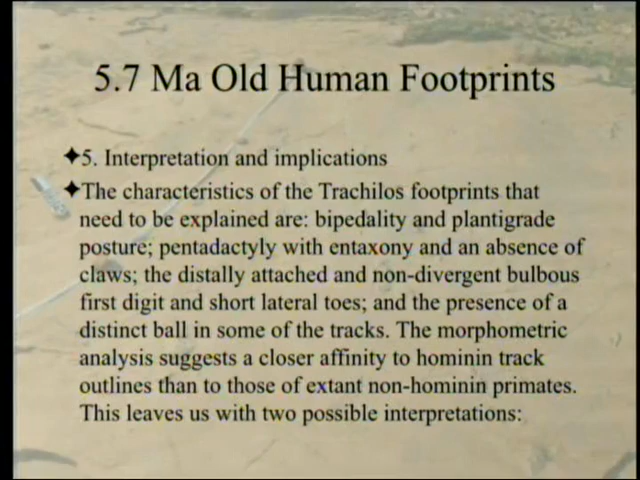 5.7 Ma Old Human Footprints
✦5. Interpretation and implications
✦The characteristics of the Trachilos footprints that
need to be explained are: bipedality and plantigrade
posture; pentadactyly with entaxony and an absence of
claws; the distally attached and non-divergent bulbous
first digit and short lateral toes; and the presence of a
distinct ball in some of the tracks. The morphometric
analysis suggests a closer affinity to hominin track
outlines than to those of extant non-hominin primates.
This leaves us with two possible interpretations: